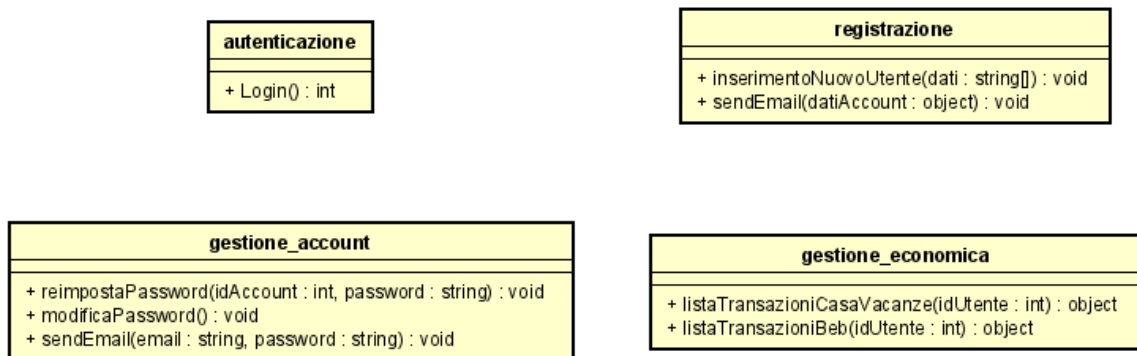 autenticazione
+ Login() : int
registrazione
+ inserimentoNuovoUtente(dati : string[]) : void
+ sendEmail(datiAccount : object) : void
gestione_account
+ reimpostaPassword(idAccount : int, password : string) : void
+ modificaPassword() : void
+ sendEmail(email : string, password : string) : void
gestione_economica
+ listaTransazioniCasaVacanze(idUtente : int) : object
+ listaTransazioniBeb(idUtente : int) : object